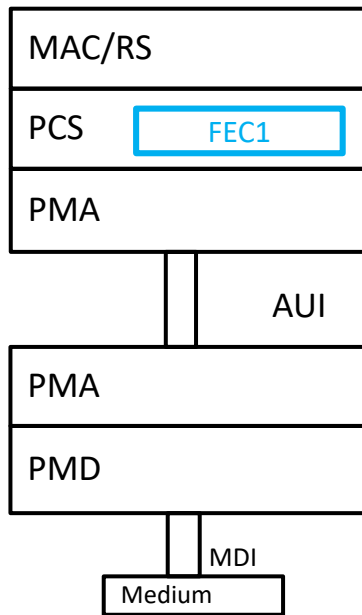 MAC/RS
PCS FEC1
PMA
AUI
PMA
PMD
MDI
Medium